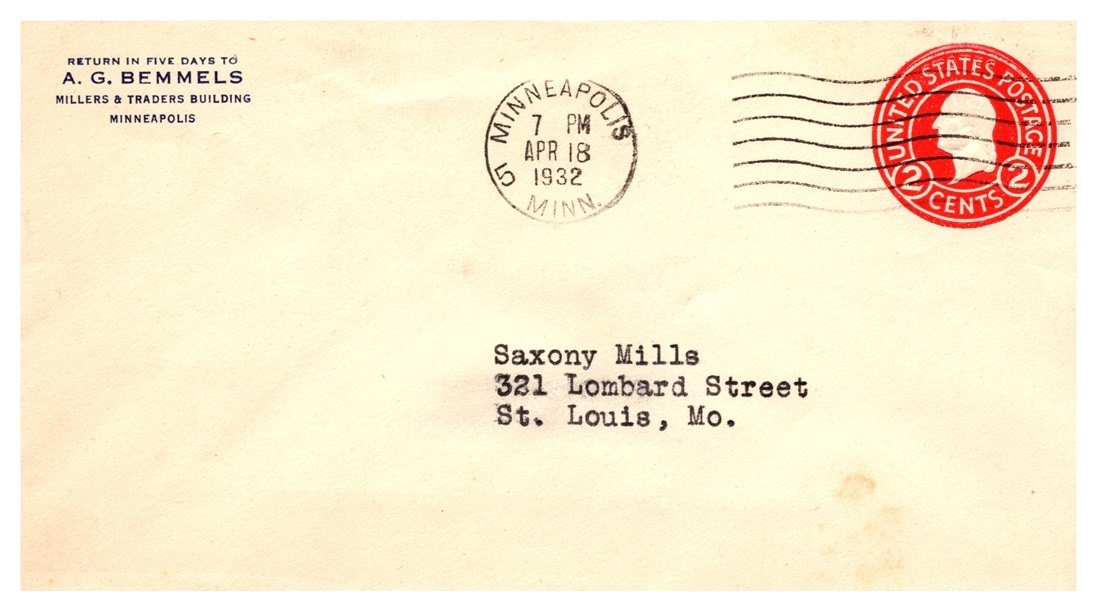 RETURN IN FIVE DAYS TO
A. G. BEMMELS
MILLERS & TRADERS BUILDING
MINNEAPOLIS
MINNEAPOLIS
7 PM
APR 18
1932
5 MINN.
UNITED STATES POSTAGE
2 CENTS 2
Saxony Mills
321 Lombard Street
St. Louis, Mo.